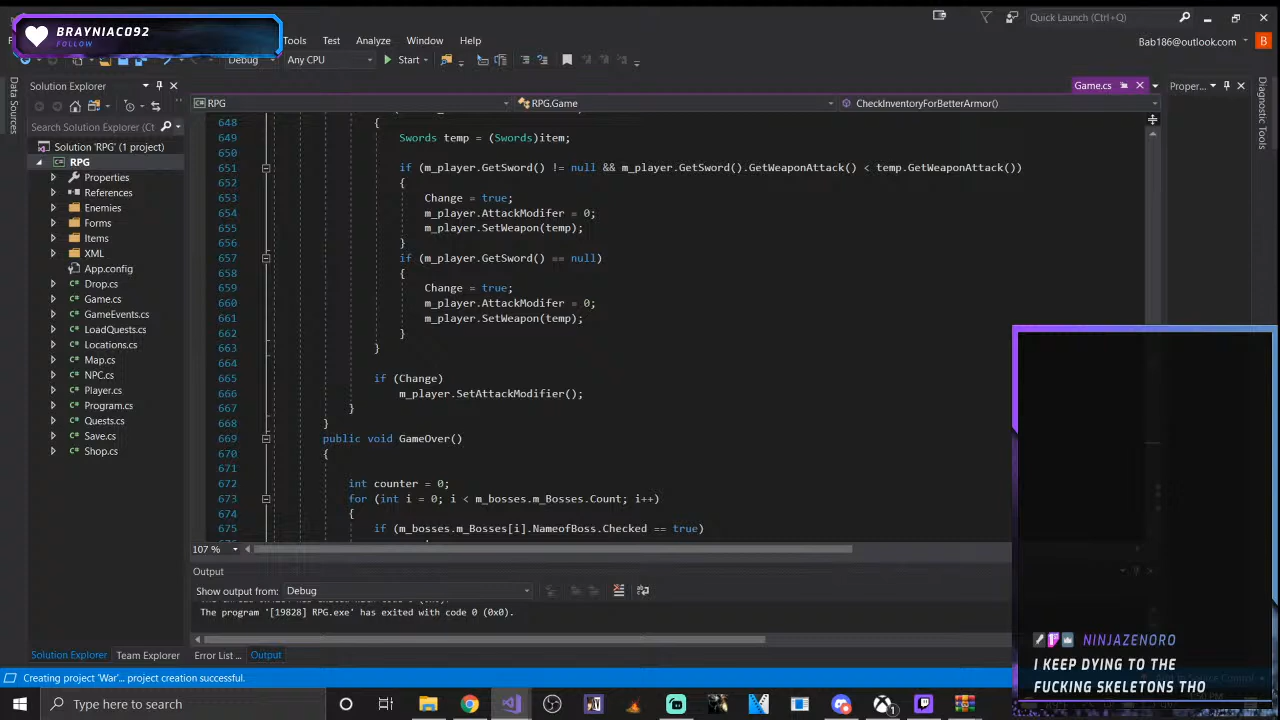 BRAYNIAC092
FOLLOW
Tools Test Analyze Window Help
Quick Launch (Ctrl+Q)
Bab186@outlook.com B
Debug Any CPU Start
Data Sources
Solution Explorer
Game.cs
Proper...
Diagnostic Tools
RPG RPG.Game CheckInventoryForBetterArmor()
Search Solution Explorer (Ct
Solution 'RPG' (1 project)
RPG
Properties
References
Enemies
Forms
Items
XML
App.config
Drop.cs
Game.cs
GameEvents.cs
LoadQuests.cs
Locations.cs
Map.cs
NPC.cs
Player.cs
Program.cs
Quests.cs
Save.cs
Shop.cs
648 {
649 Swords temp = (Swords)item;
650
651 if (m_player.GetSword() != null && m_player.GetSword().GetWeaponAttack() < temp.GetWeaponAttack())
652 {
653 Change = true;
654 m_player.AttackModifer = 0;
655 m_player.SetWeapon(temp);
656 }
657 if (m_player.GetSword() == null)
658 {
659 Change = true;
660 m_player.AttackModifer = 0;
661 m_player.SetWeapon(temp);
662 }
663 }
664
665 if (Change)
666 m_player.SetAttackModifier();
667 }
668 }
669 public void GameOver()
670 {
671
672 int counter = 0;
673 for (int i = 0; i < m_bosses.m_Bosses.Count; i++)
674 {
675 if (m_bosses.m_Bosses[i].NameofBoss.Checked == true)
107 %
Output
Show output from: Debug
The program '[19828] RPG.exe' has exited with code 0 (0x0).
Solution Explorer Team Explorer Error List ... Output
Creating project 'War'... project creation successful.
NINJAZENORO
I KEEP DYING TO THE
FUCKING SKELETONS THO
Type here to search